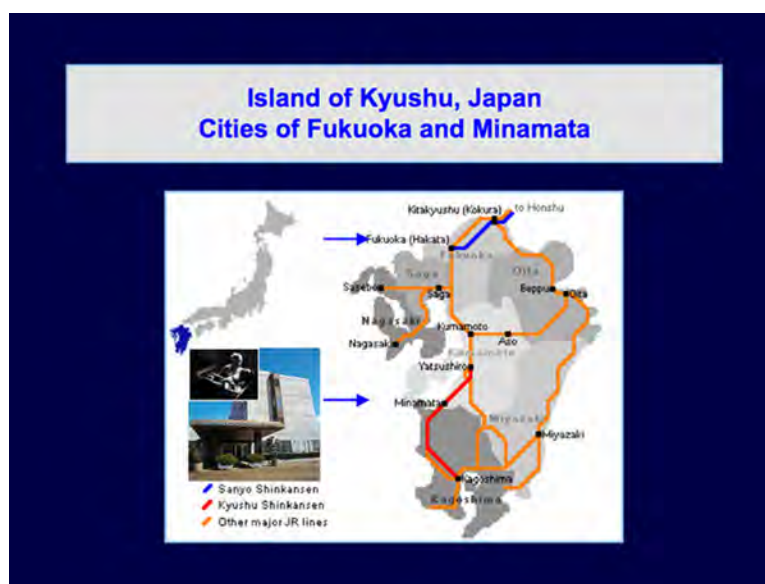 Island of Kyushu, Japan
Cities of Fukuoka and Minamata
Kitakyushu (Kokura)
to Honshu
Fukuoka (Hakata)
Fukuoka
Saga
Oita
Sasebo
Saga
Beppu
Oita
Nagasaki
Kumamoto
Nagasaki
Aso
Kumamoto
Yatsushiro
Minamata
Miyazaki
Miyazaki
Kagoshima
Kagoshima
Sanyo Shinkansen
Kyushu Shinkansen
Other major JR lines